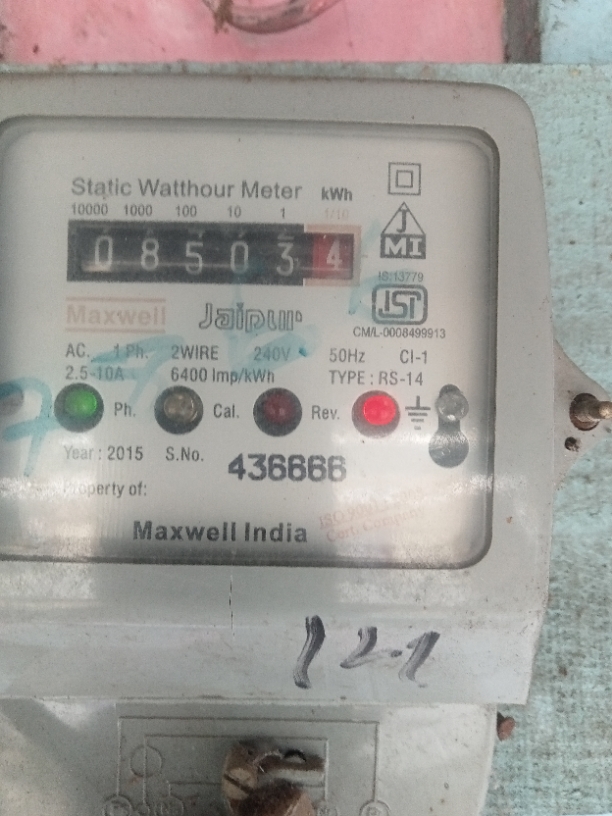 Static Watthour Meter kWh
10000 1000 100 10 1 1/10
0 8 5 0 3 4
J
MI
IS:13779
Maxwell Jaipur
ISI
CM/L-0008499913
AC. 1 Ph. 2WIRE 240V 50Hz Cl-1
2.5-10A 6400 Imp/kWh TYPE : RS-14
Ph. Cal. Rev.
Year : 2015 S.No. 436666
Property of:
Maxwell India
121